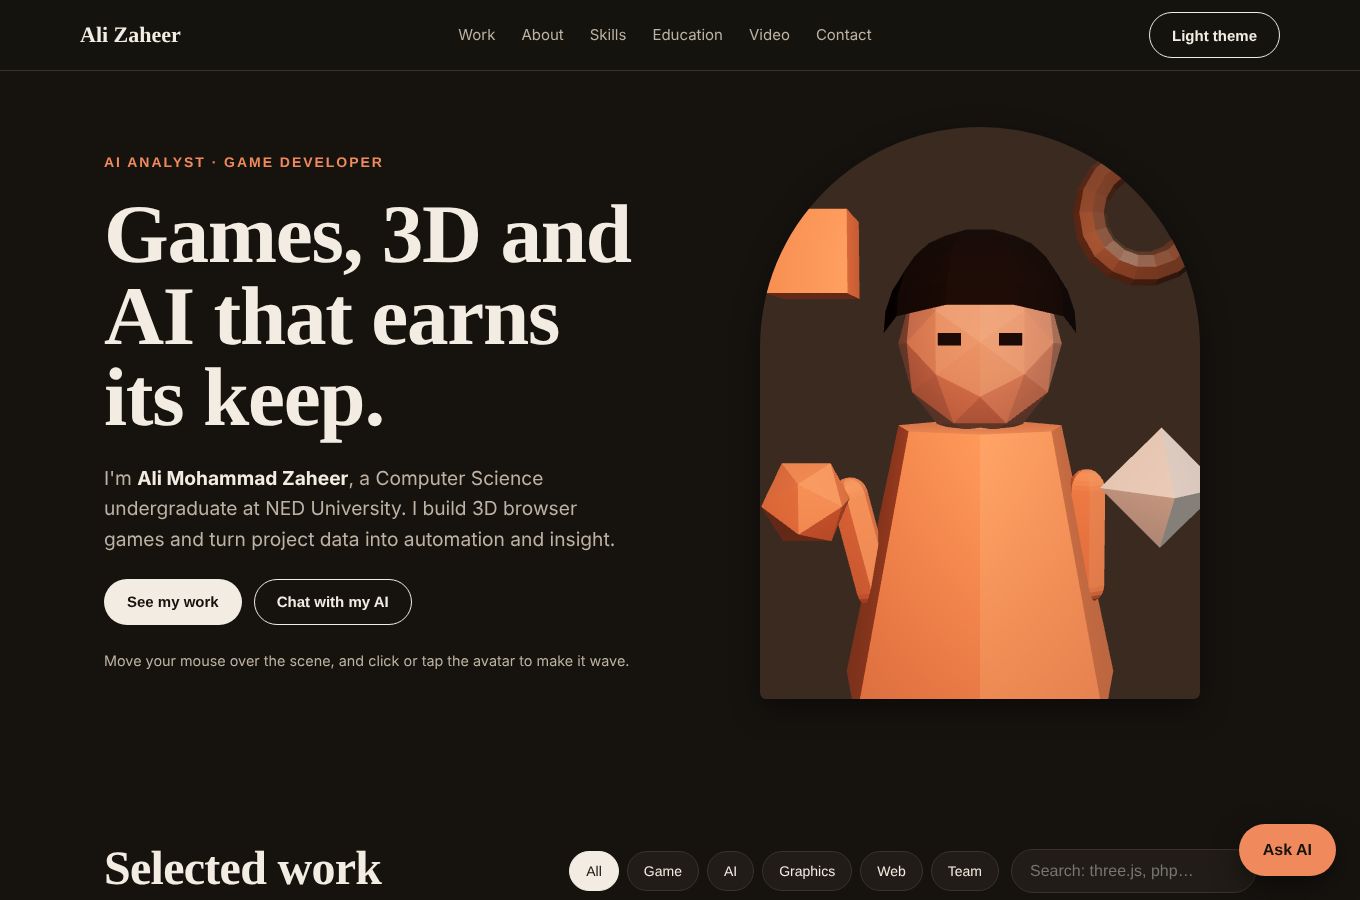 Ali Zaheer
Work About Skills Education Video Contact
Light theme
AI ANALYST · GAME DEVELOPER
Games, 3D and
AI that earns
its keep.
I'm Ali Mohammad Zaheer, a Computer Science
undergraduate at NED University. I build 3D browser
games and turn project data into automation and insight.
See my work
Chat with my AI
Move your mouse over the scene, and click or tap the avatar to make it wave.
Selected work
All Game AI Graphics Web Team
Search: three.js, php…
Ask AI